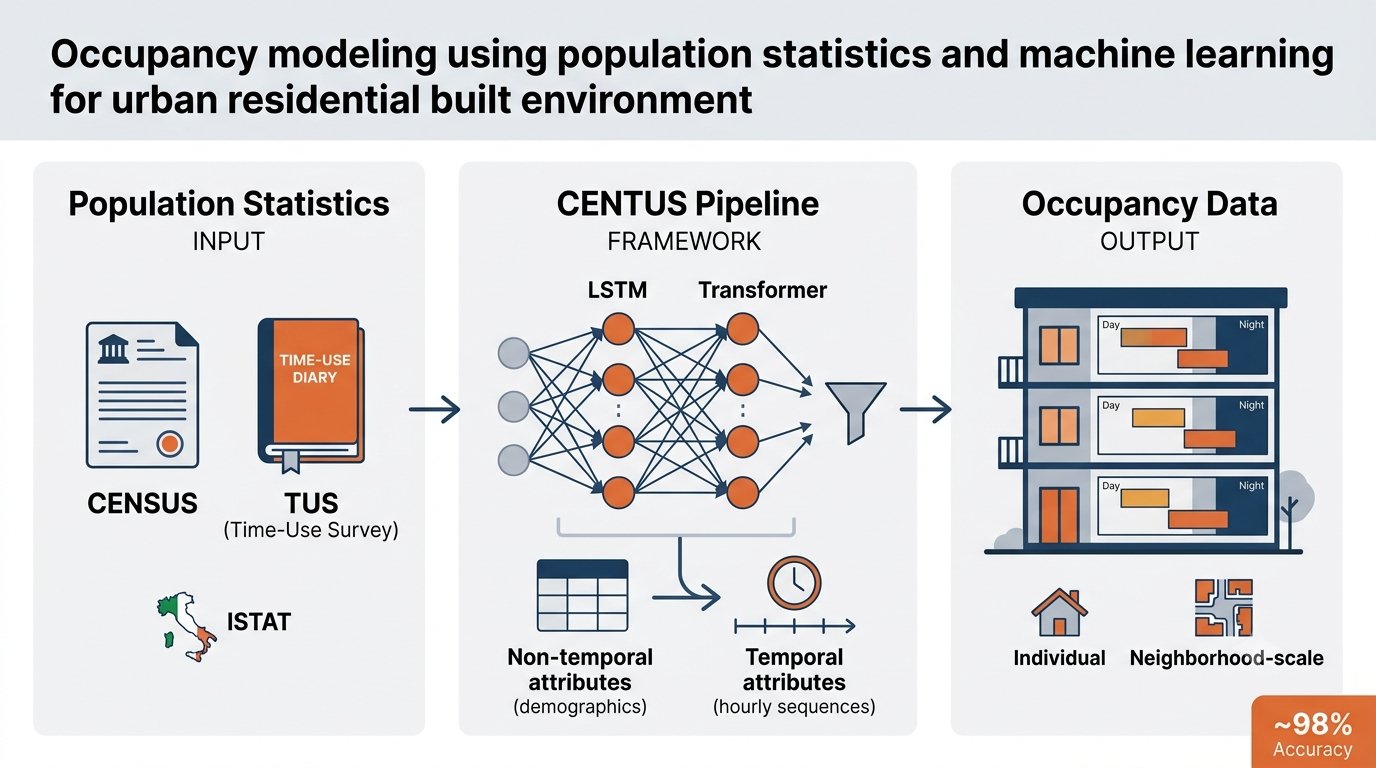 Occupancy modeling using population statistics and machine learning
for urban residential built environment
Population Statistics
INPUT
TIME-USE
DIARY
CENSUS
TUS
(Time-Use Survey)
ISTAT
CENTUS Pipeline
FRAMEWORK
LSTM
Transformer
Non-temporal
attributes
(demographics)
Temporal
attributes
(hourly sequences)
Occupancy Data
OUTPUT
Day
Night
Day
Night
Day
Night
Individual
Neighborhood-scale
~98%
Accuracy